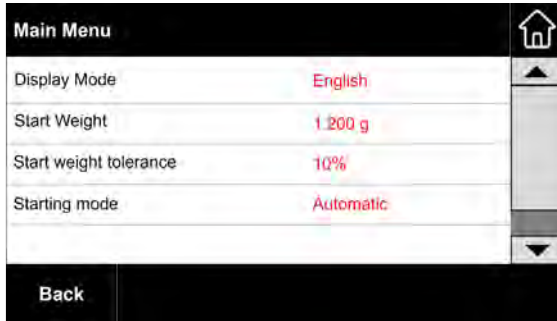 Main Menu
Display Mode English
Start Weight 1.200 g
Start weight tolerance 10%
Starting mode Automatic
Back